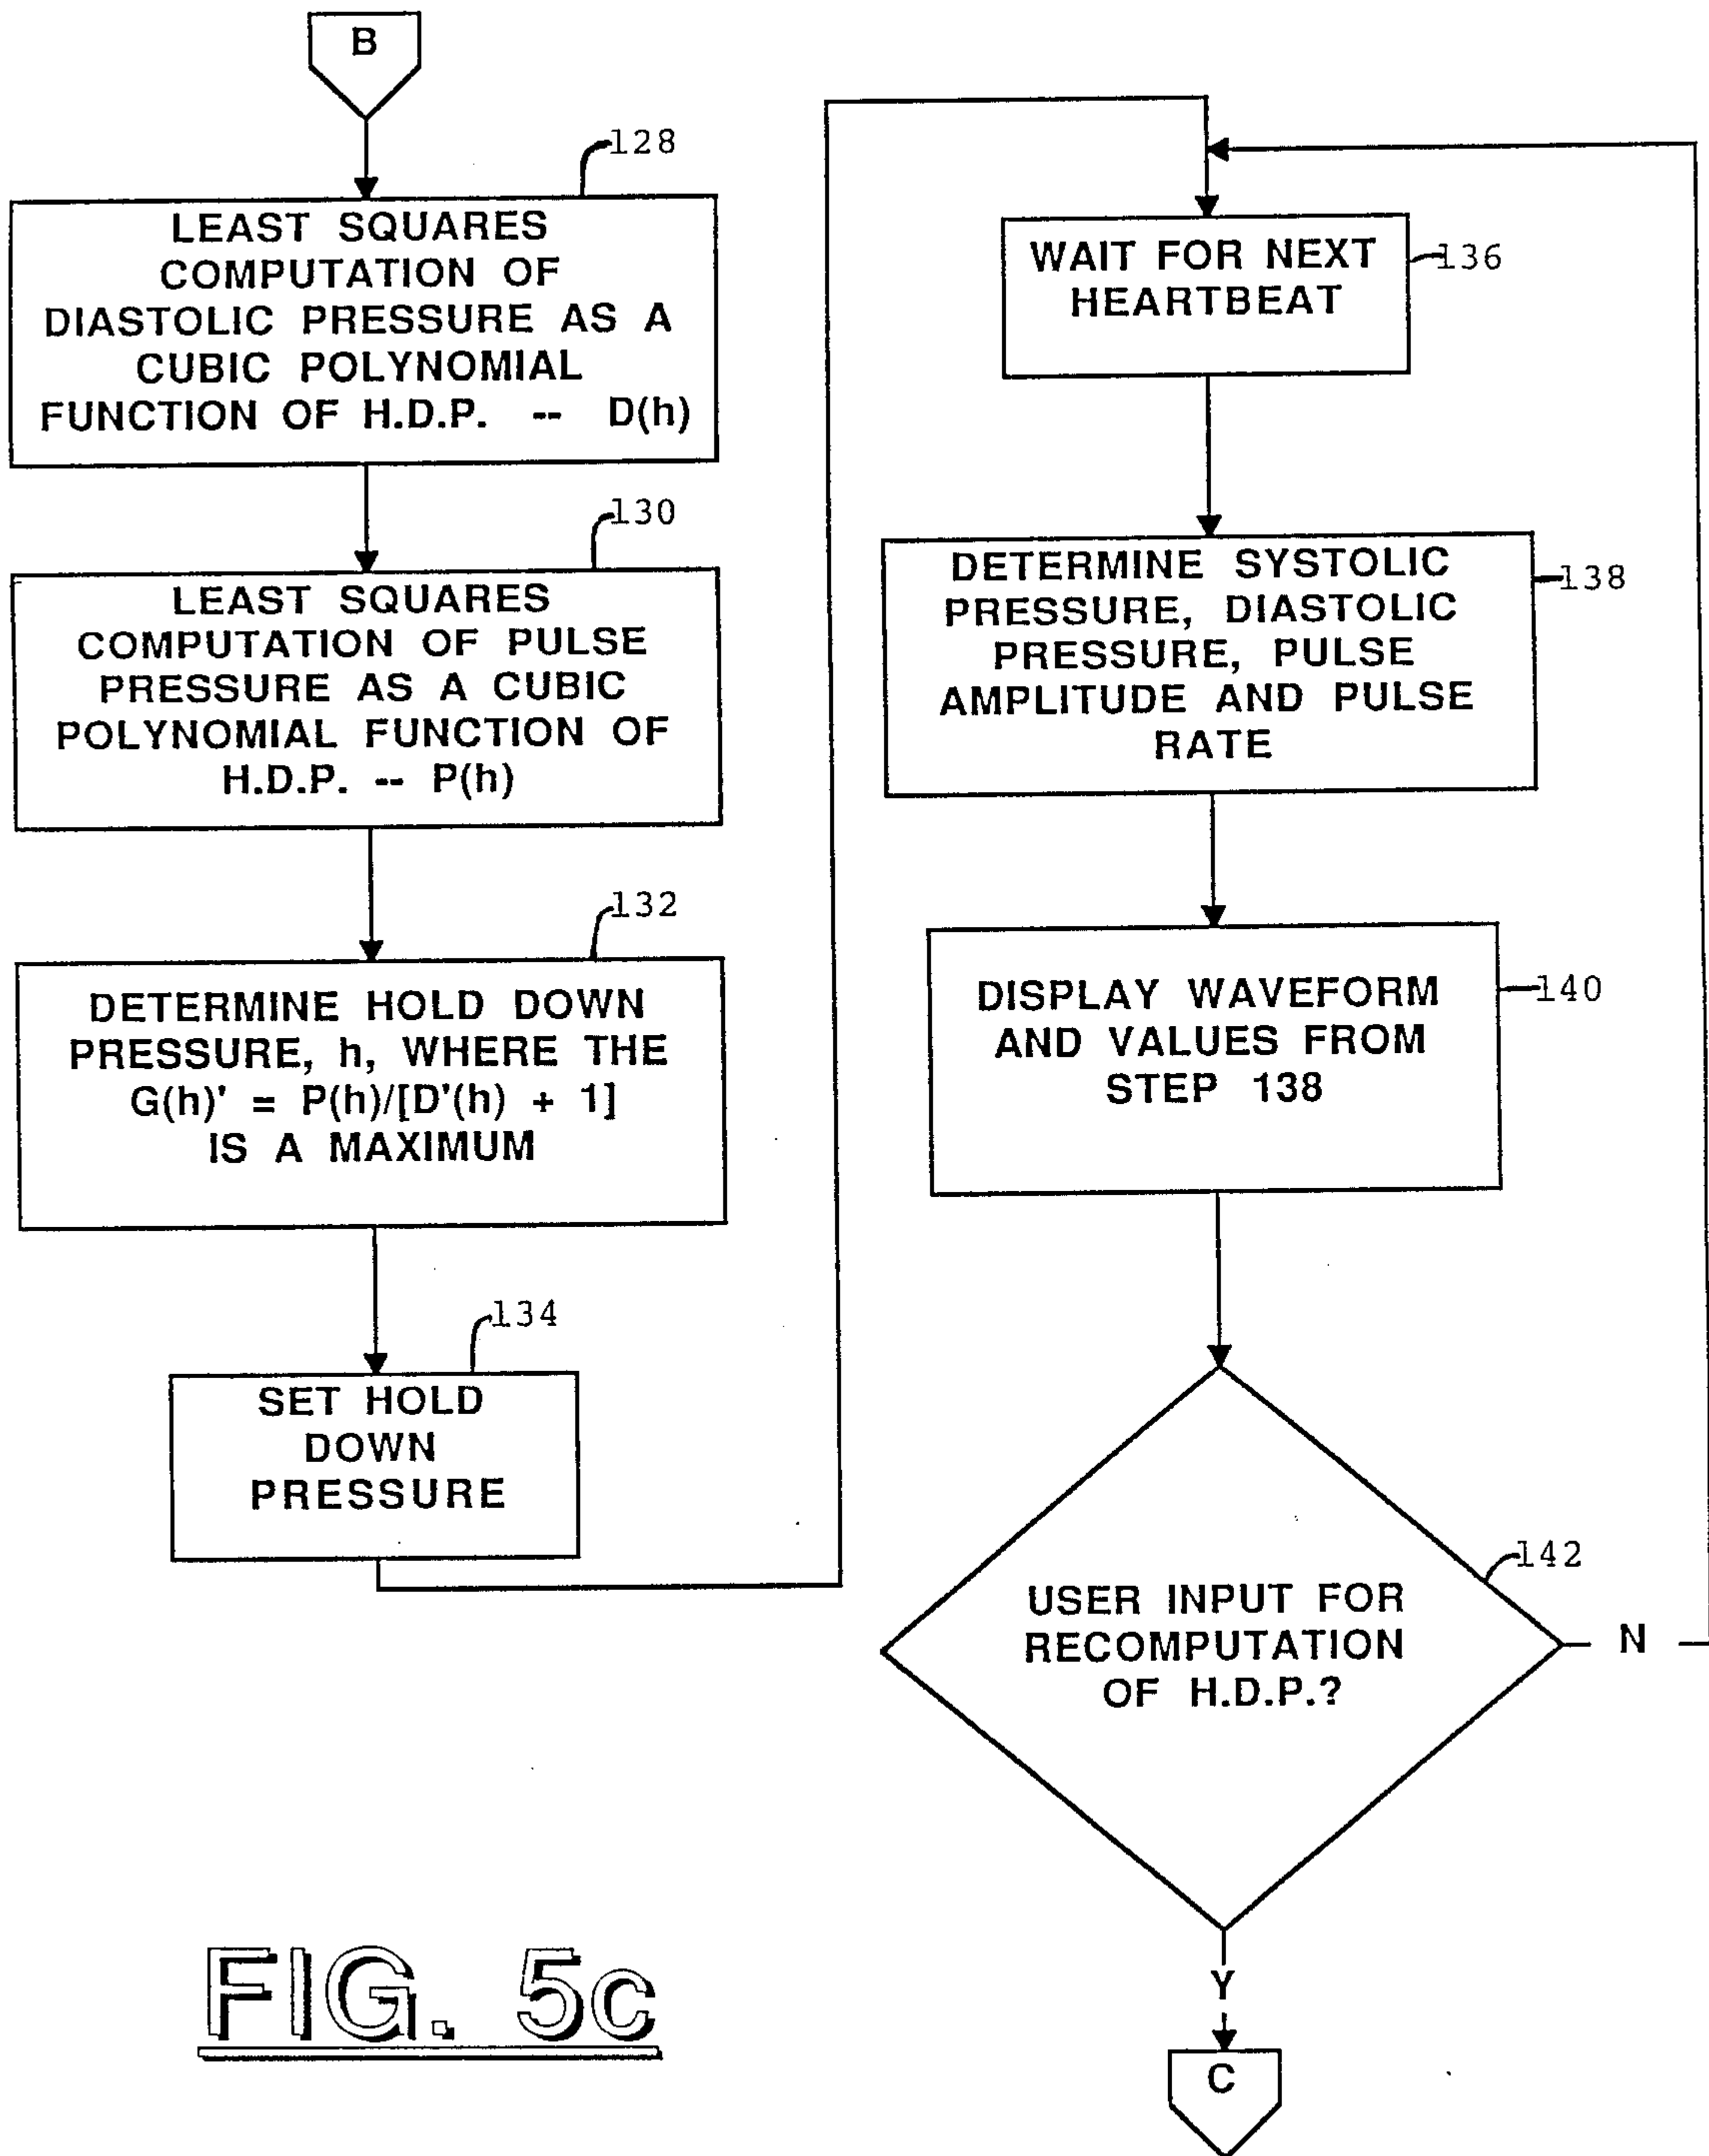 B
128
LEAST SQUARES
COMPUTATION OF
DIASTOLIC PRESSURE AS A
CUBIC POLYNOMIAL
FUNCTION OF H.D.P. -- D(h)
130
LEAST SQUARES
COMPUTATION OF PULSE
PRESSURE AS A CUBIC
POLYNOMIAL FUNCTION OF
H.D.P. -- P(h)
132
DETERMINE HOLD DOWN
PRESSURE, h, WHERE THE
G(h)' = P(h)/[D'(h) + 1]
IS A MAXIMUM
134
SET HOLD
DOWN
PRESSURE
WAIT FOR NEXT
HEARTBEAT
136
DETERMINE SYSTOLIC
PRESSURE, DIASTOLIC
PRESSURE, PULSE
AMPLITUDE AND PULSE
RATE
138
DISPLAY WAVEFORM
AND VALUES FROM
STEP 138
140
142
USER INPUT FOR
RECOMPUTATION
OF H.D.P.?
N
Y
C
FIG. 5c